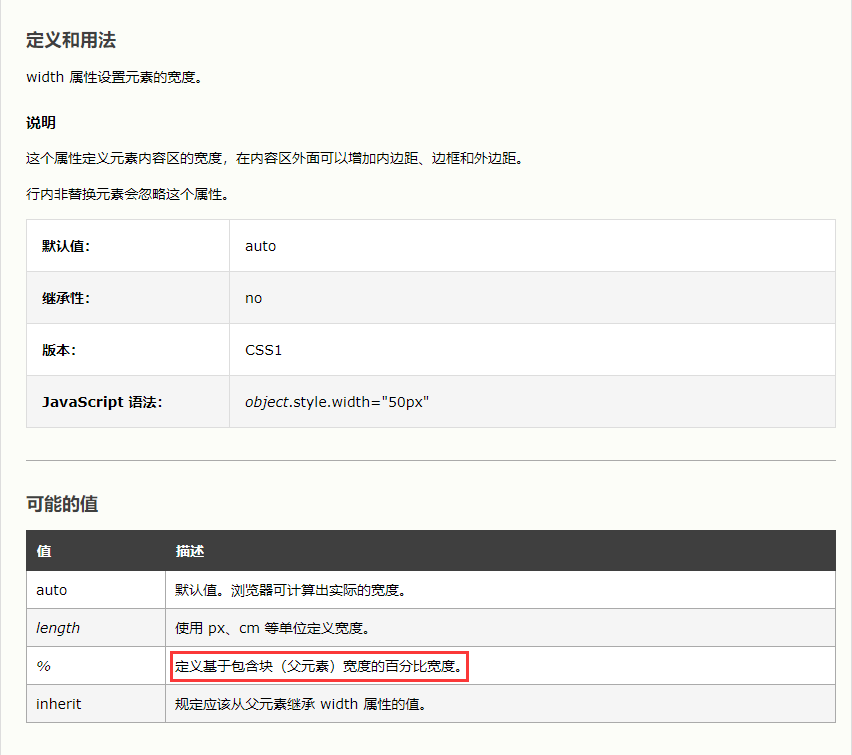 定义和用法
width 属性设置元素的宽度。
说明
这个属性定义元素内容区的宽度，在内容区外面可以增加内边距、边框和外边距。
行内非替换元素会忽略这个属性。
默认值： auto
继承性： no
版本： CSS1
JavaScript 语法： object.style.width="50px"
可能的值
值 描述
auto 默认值。浏览器可计算出实际的宽度。
length 使用 px、cm 等单位定义宽度。
% 定义基于包含块（父元素）宽度的百分比宽度。
inherit 规定应该从父元素继承 width 属性的值。